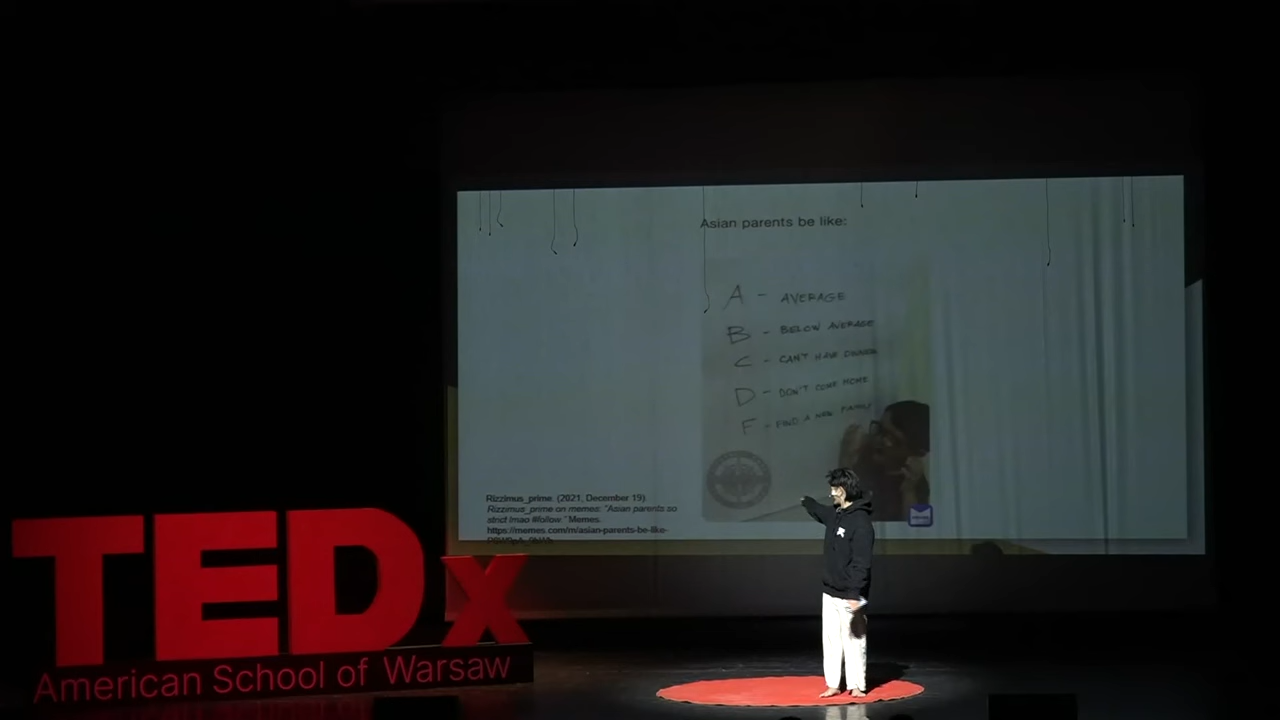 Asian parents be like:
A - AVERAGE
B - BELOW AVERAGE
C - CAN'T HAVE DINNER
D - DON'T COME HOME
F - FIND A NEW FAMILY
Rizzimus_prime. (2021, December 19).
Rizzimus_prime on memes: "Asian parents so
strict lmao #follow." Memes.
https://memes.com/m/asian-parents-be-like-
TEDx
American School of Warsaw